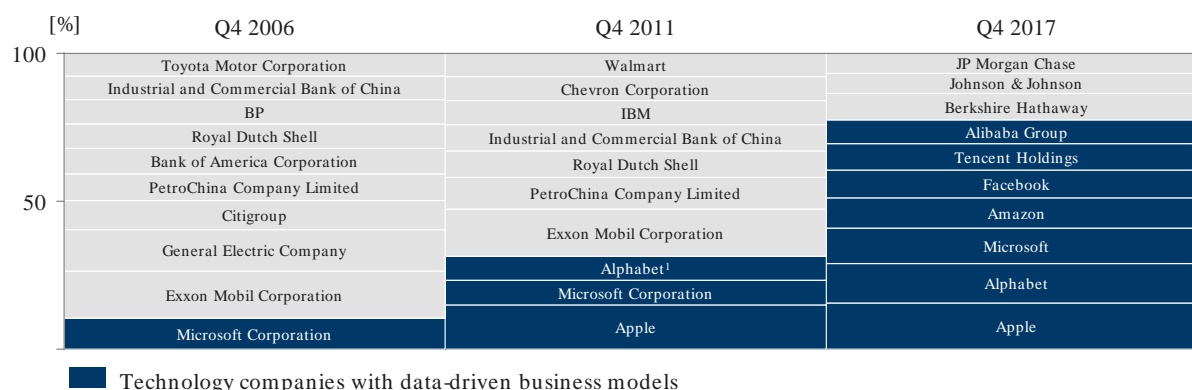 [%]
Q4 2006
Q4 2011
Q4 2017
100
50
Toyota Motor Corporation
Industrial and Commercial Bank of China
BP
Royal Dutch Shell
Bank of America Corporation
PetroChina Company Limited
Citigroup
General Electric Company
Exxon Mobil Corporation
Microsoft Corporation
Walmart
Chevron Corporation
IBM
Industrial and Commercial Bank of China
Royal Dutch Shell
PetroChina Company Limited
Exxon Mobil Corporation
Alphabet¹
Microsoft Corporation
Apple
JP Morgan Chase
Johnson & Johnson
Berkshire Hathaway
Alibaba Group
Tencent Holdings
Facebook
Amazon
Microsoft
Alphabet
Apple
Technology companies with data-driven business models